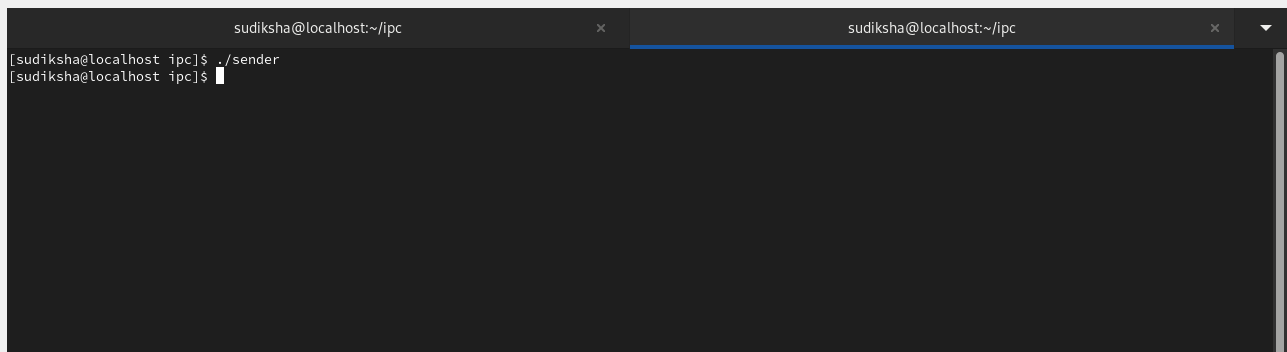 sudiksha@localhost:~/ipc
sudiksha@localhost:~/ipc
[sudiksha@localhost ipc]$ ./sender
[sudiksha@localhost ipc]$